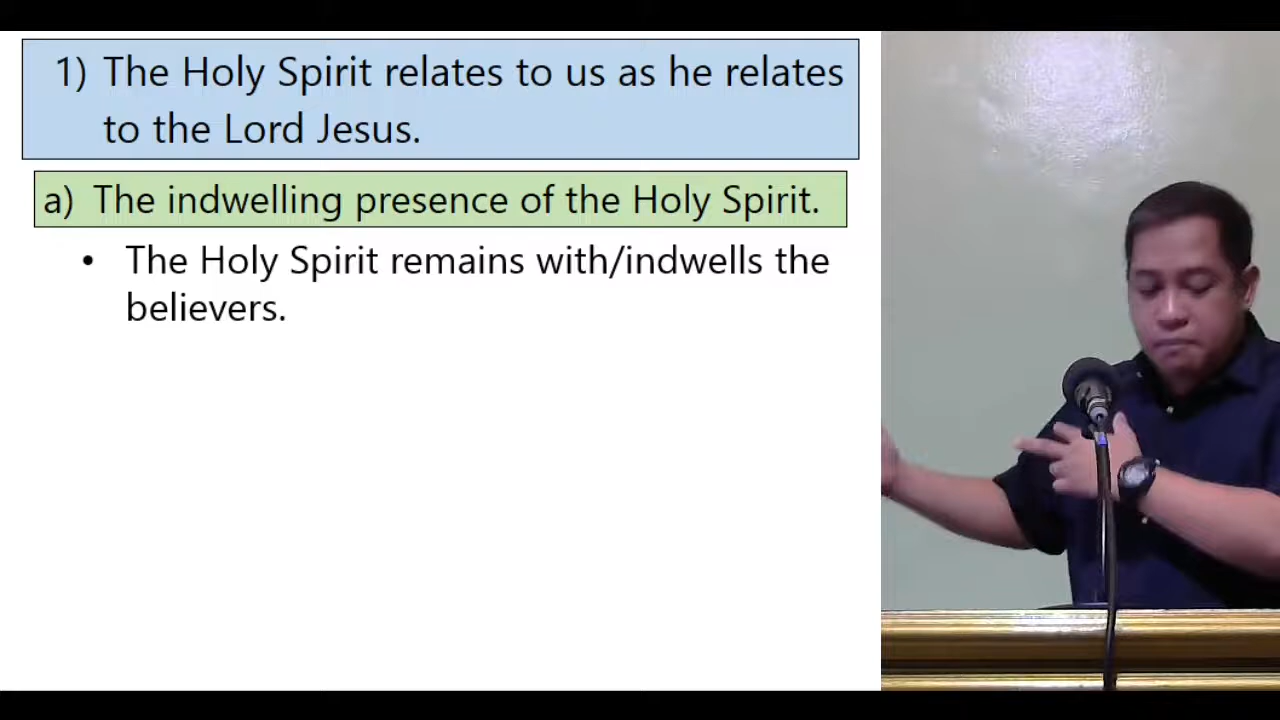 1) The Holy Spirit relates to us as he relates
to the Lord Jesus.
a) The indwelling presence of the Holy Spirit.
• The Holy Spirit remains with/indwells the
believers.